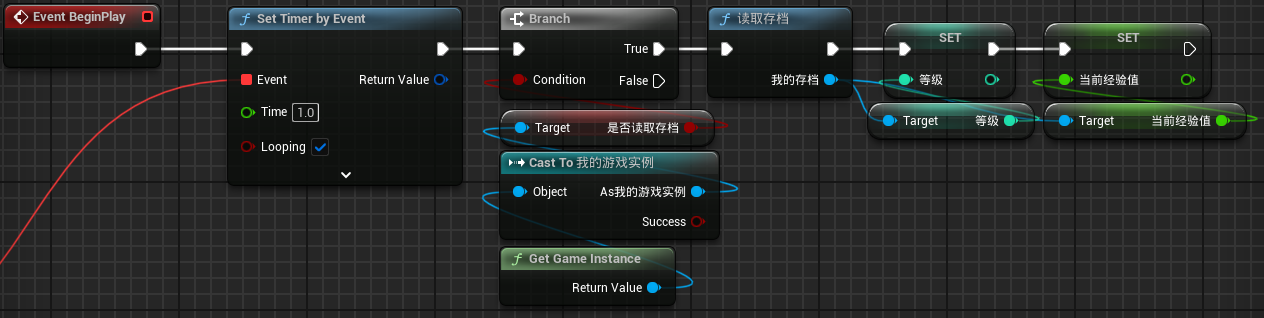 Event BeginPlay
Set Timer by Event
Event
Return Value
Time
1.0
Looping
Branch
True
Condition
False
Target
是否读取存档
Cast To 我的游戏实例
Object
As我的游戏实例
Success
Get Game Instance
Return Value
读取存档
我的存档
SET
等级
Target
等级
SET
当前经验值
Target
当前经验值